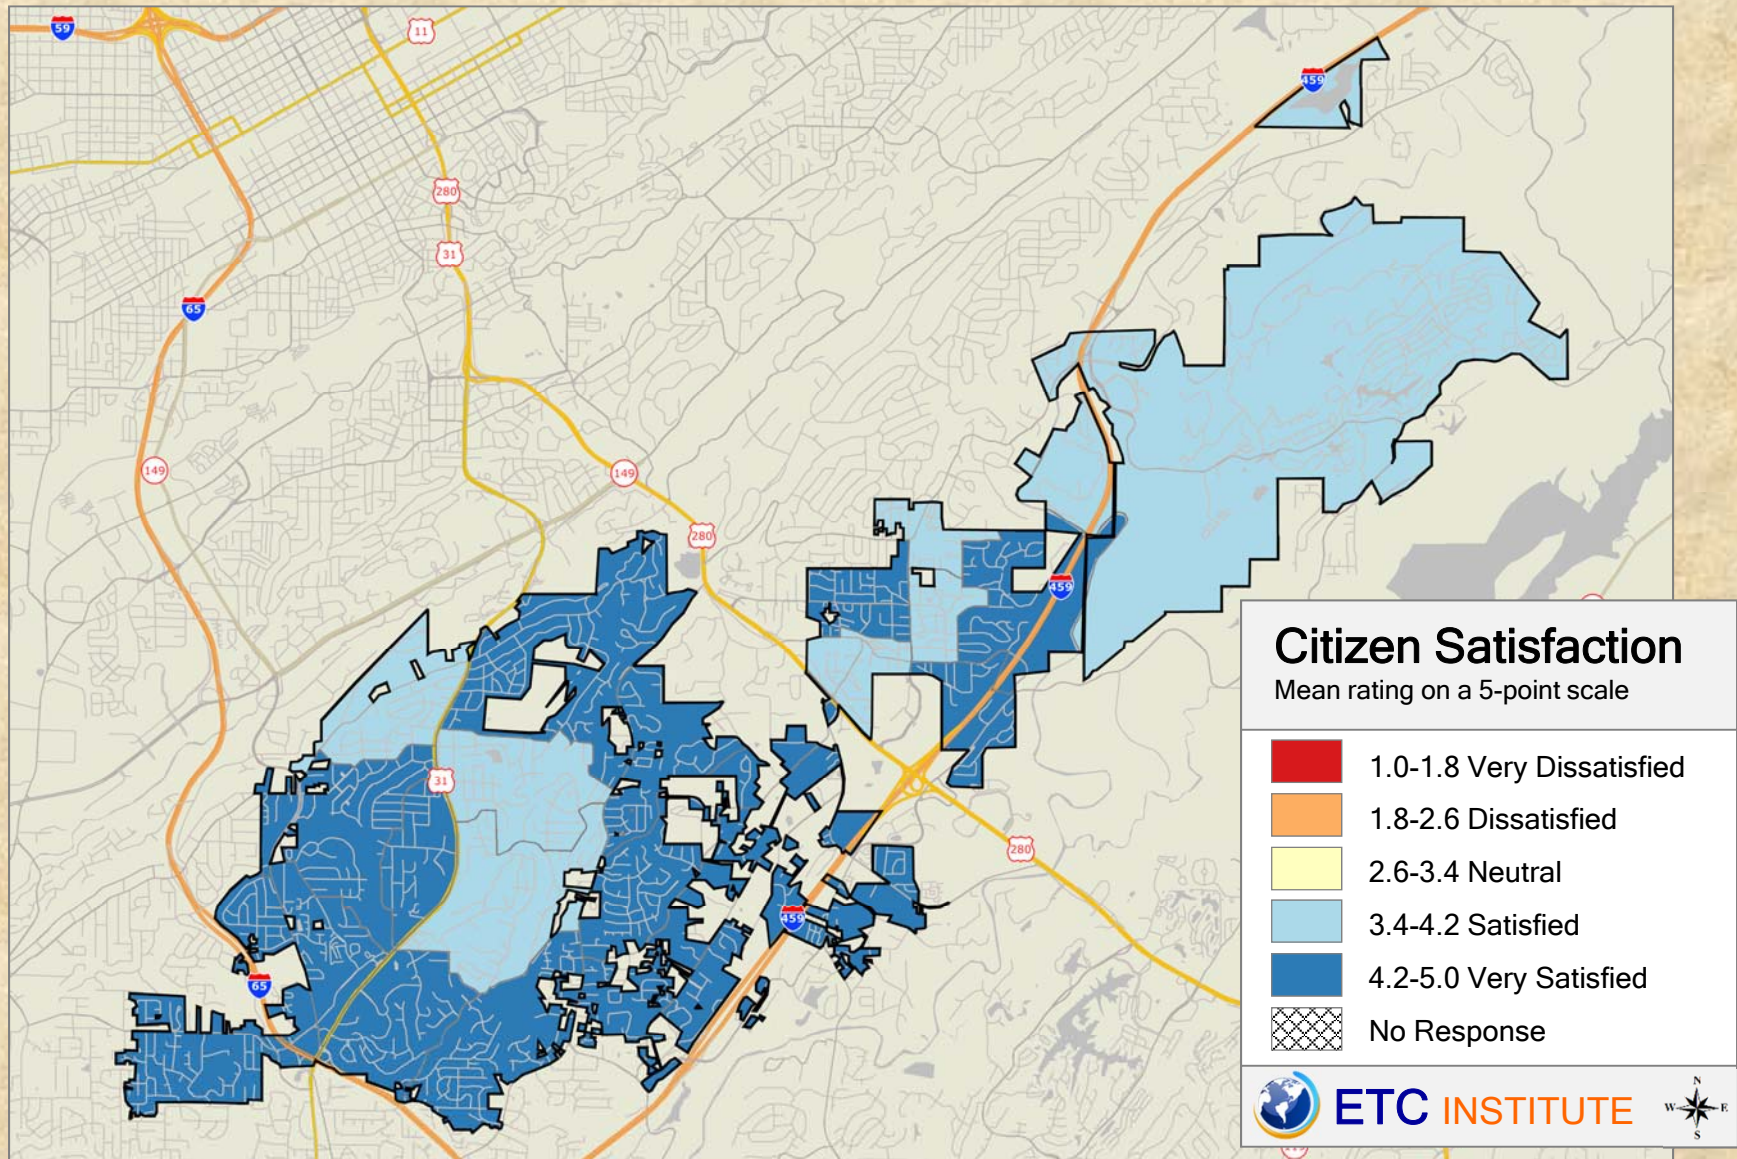 59
11
459
280
31
65
149
149
280
459
31
280
459
65
Citizen Satisfaction
Mean rating on a 5-point scale
1.0-1.8 Very Dissatisfied
1.8-2.6 Dissatisfied
2.6-3.4 Neutral
3.4-4.2 Satisfied
4.2-5.0 Very Satisfied
No Response
ETC INSTITUTE
N
W E
S